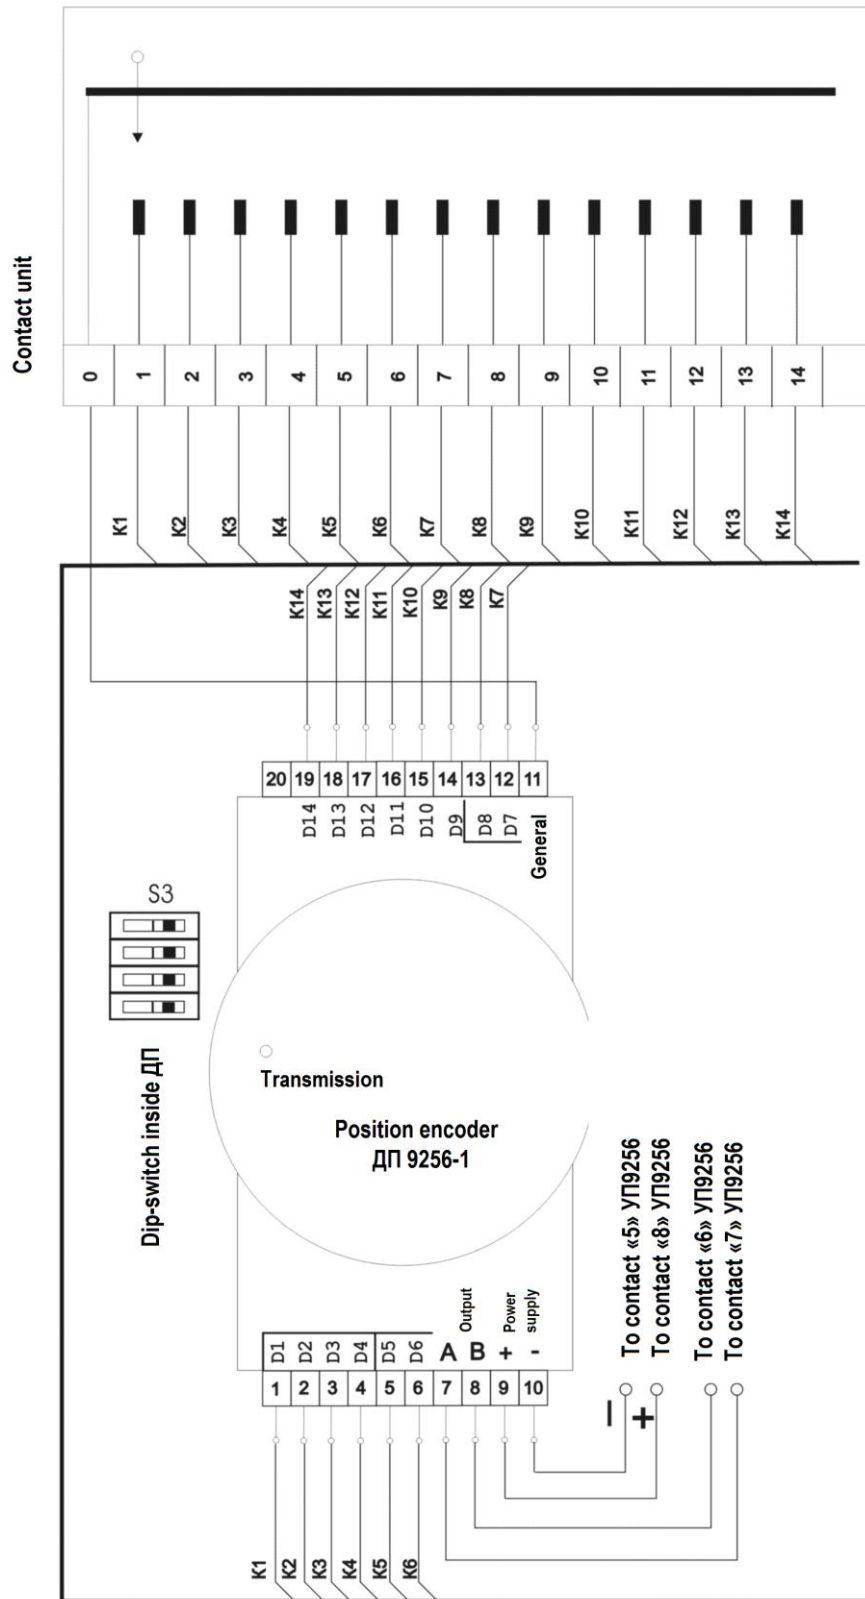 Contact unit
0 1 2 3 4 5 6 7 8 9 10 11 12 13 14
K1 K2 K3 K4 K5 K6 K7 K8 K9 K10 K11 K12 K13 K14
K14 K13 K12 K11 K10 K9 K8 K7
20 19 18 17 16 15 14 13 12 11
D14 D13 D12 D11 D10 D9 D8 D7 General
S3
Dip-switch inside ДП
Transmission
Position encoder
ДП 9256-1
Output
Power
supply
D1 D2 D3 D4 D5 D6 A B + -
1 2 3 4 5 6 7 8 9 10
− +
To contact «5» УП9256
To contact «8» УП9256
To contact «6» УП9256
To contact «7» УП9256
K1 K2 K3 K4 K5 K6